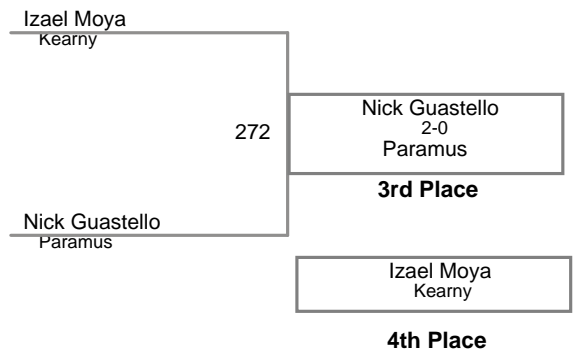 Izael Moya
Kearny
272
Nick Guastello
2-0
Paramus
3rd Place
Nick Guastello
Paramus
Izael Moya
Kearny
4th Place